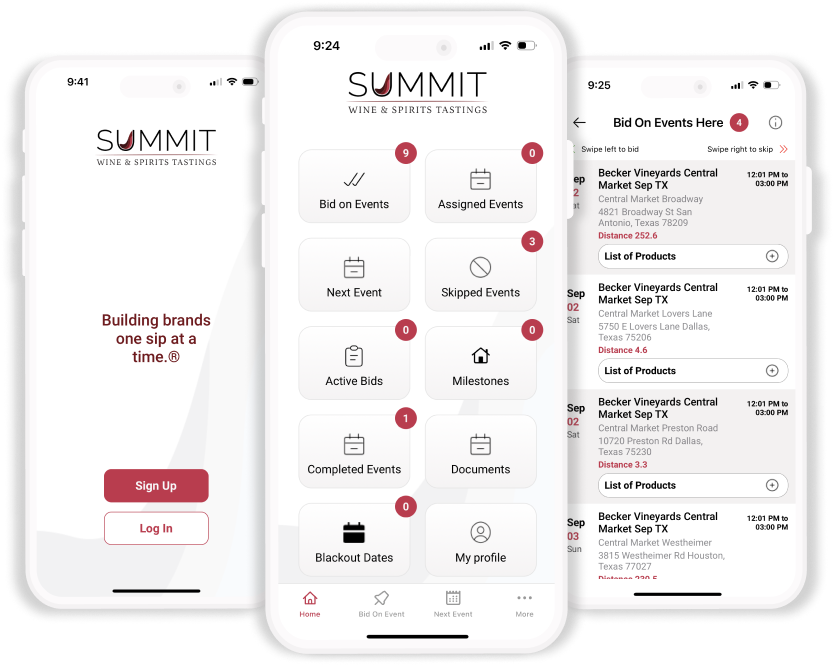 9:41
SUMMIT
WINE & SPIRITS TASTINGS
Building brands
one sip at a
time.®
Sign Up
Log In
9:24
SUMMIT
WINE & SPIRITS TASTINGS
9
Bid on Events
0
Assigned Events
Next Event
3
Skipped Events
0
Active Bids
0
Milestones
1
Completed Events
Documents
0
Blackout Dates
My profile
Home
Bid On Event
Next Event
More
9:25
Bid On Events Here 4
Swipe left to bid
Swipe right to skip
ep
2
at
Becker Vineyards Central
Market Sep TX
12:01 PM to
03:00 PM
Central Market Broadway
4821 Broadway St San
Antonio, Texas 78209
Distance 252.6
List of Products
Sep
02
Sat
Becker Vineyards Central
Market Sep TX
12:01 PM to
03:00 PM
Central Market Lovers Lane
5750 E Lovers Lane Dallas,
Texas 75206
Distance 4.6
List of Products
Sep
02
Sat
Becker Vineyards Central
Market Sep TX
12:01 PM to
03:00 PM
Central Market Preston Road
10720 Preston Rd Dallas,
Texas 75230
Distance 3.3
List of Products
Sep
03
Sun
Becker Vineyards Central
Market Sep TX
12:01 PM to
03:00 PM
Central Market Westheimer
3815 Westheimer Rd Houston,
Texas 77027
Distance 230.5